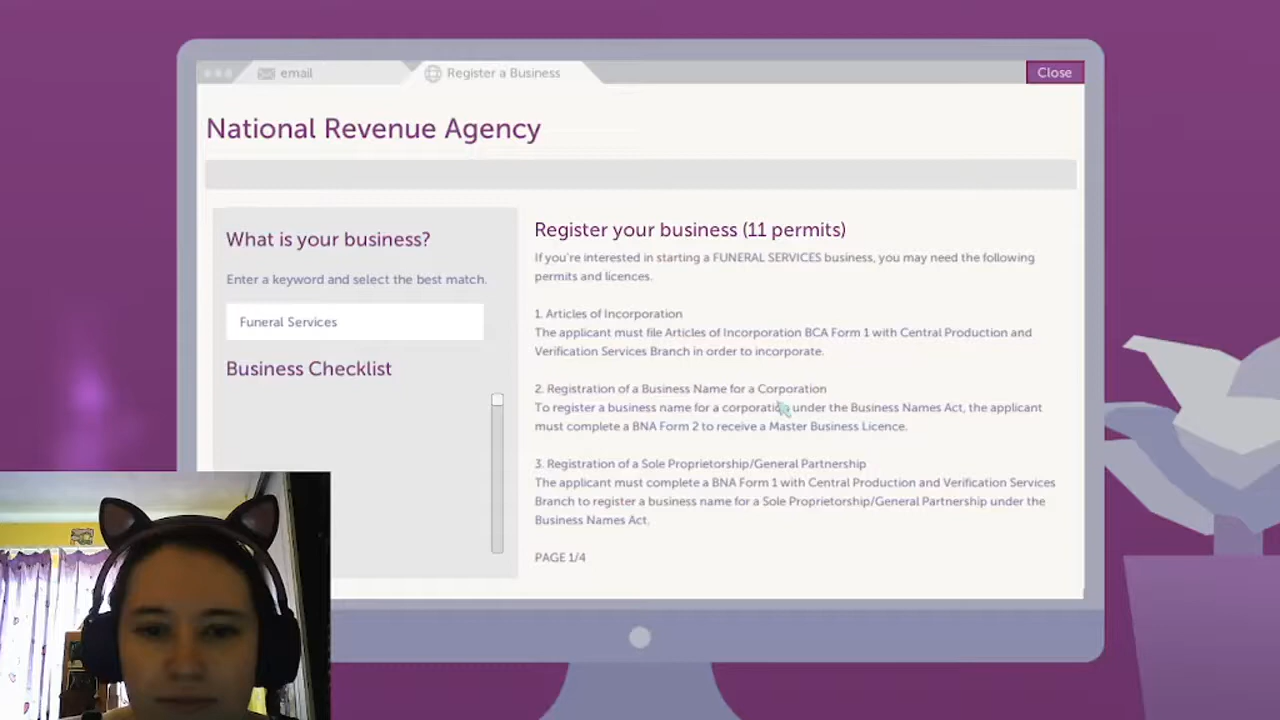 email
Register a Business
Close
National Revenue Agency
What is your business?
Enter a keyword and select the best match.
Funeral Services
Business Checklist
Register your business (11 permits)
If you're interested in starting a FUNERAL SERVICES business, you may need the following
permits and licences.
1. Articles of Incorporation
The applicant must file Articles of Incorporation BCA Form 1 with Central Production and
Verification Services Branch in order to incorporate.
2. Registration of a Business Name for a Corporation
To register a business name for a corporation under the Business Names Act, the applicant
must complete a BNA Form 2 to receive a Master Business Licence.
3. Registration of a Sole Proprietorship/General Partnership
The applicant must complete a BNA Form 1 with Central Production and Verification Services
Branch to register a business name for a Sole Proprietorship/General Partnership under the
Business Names Act.
PAGE 1/4